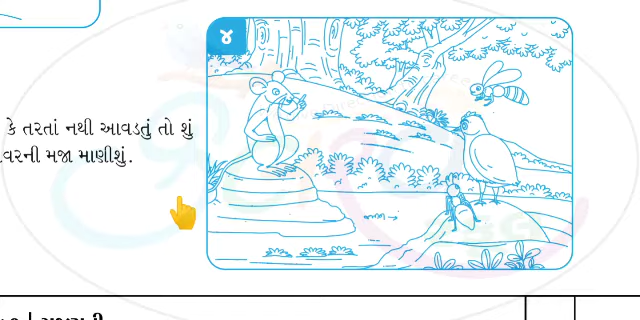 ૪
કે તરતાં નથી આવડતું તો શું
વરની મજા માણીશું.